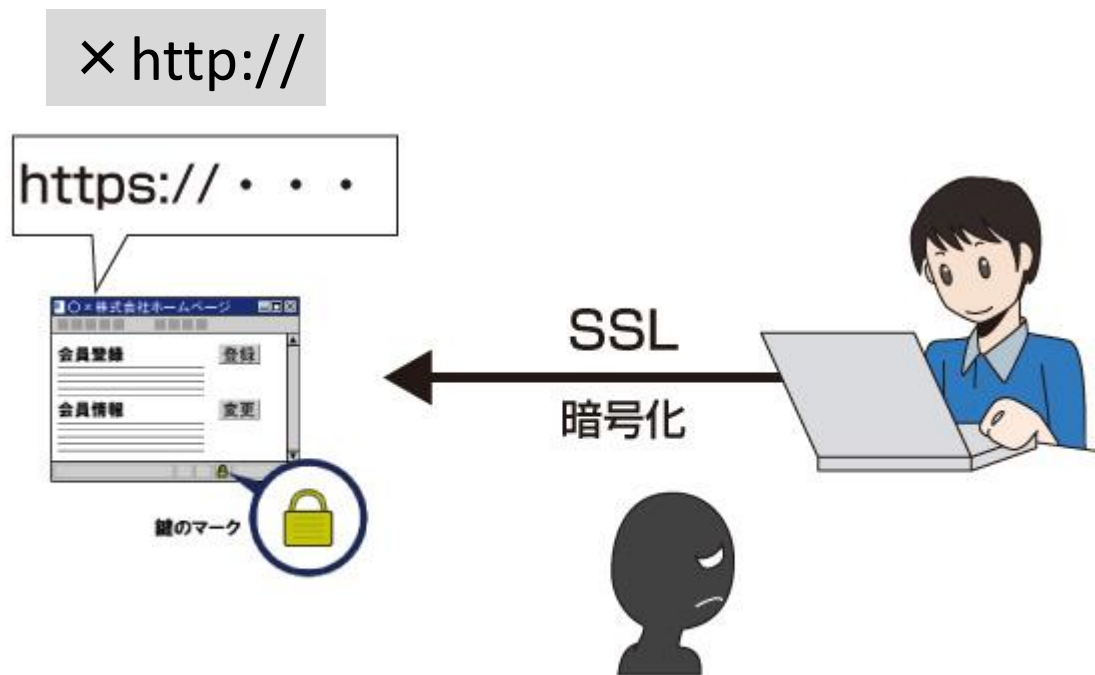 ×http://
https://・・・
○×株式会社ホームページ
会員登録 登録
会員情報 変更
鍵のマーク
SSL
暗号化